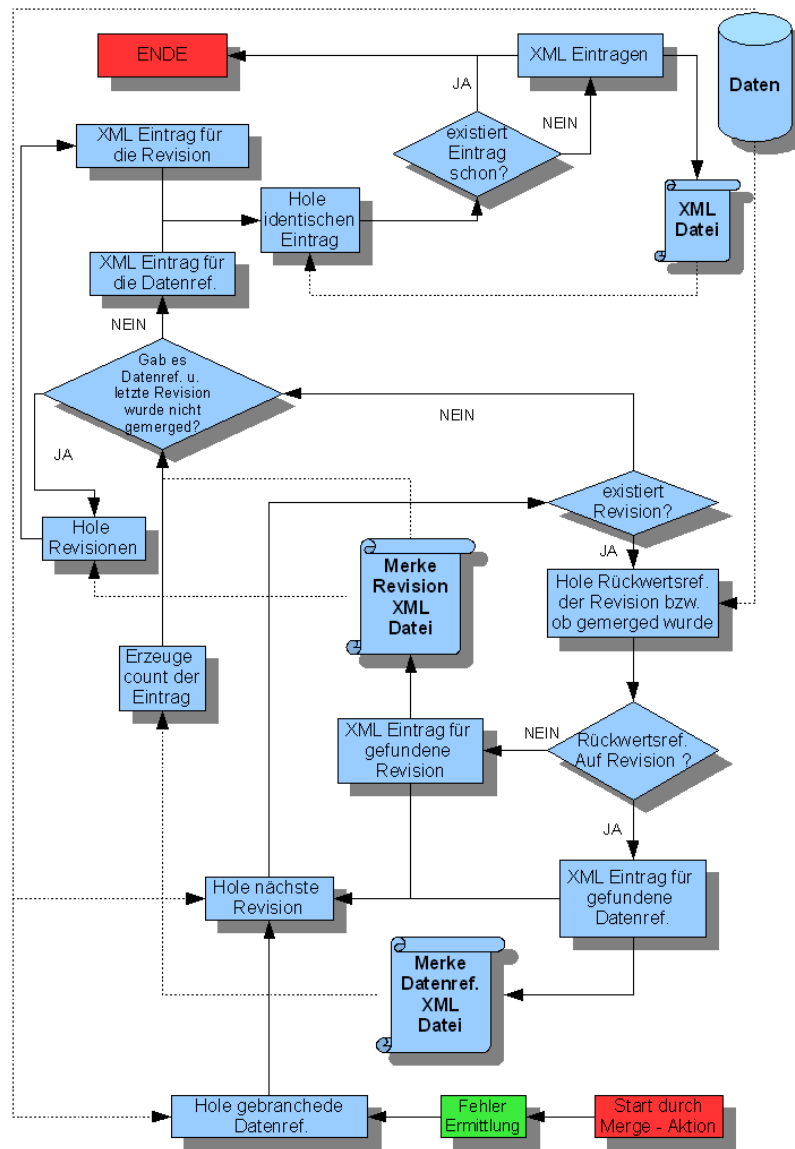 ENDE
XML Eintragen
Daten
JA
NEIN
existiert
Eintrag
schon?
XML Eintrag für
die Revision
Hole
identischen
Eintrag
XML
Datei
XML Eintrag für
die Datenref.
NEIN
Gab es
Datenref. u.
letzte Revision
wurde nicht
gemerged?
NEIN
JA
existiert
Revision?
Hole
Revisionen
JA
Merke
Revision
XML
Datei
Hole Rückwertsref.
der Revision bzw.
ob gemerged wurde
Erzeuge
count der
Eintrag
XML Eintrag für
gefundene
Revision
NEIN
Rückwertsref.
Auf Revision ?
JA
Hole nächste
Revision
XML Eintrag für
gefundene
Datenref.
Merke
Datenref.
XML
Datei
Hole gebranchede
Datenref.
Fehler
Ermittlung
Start durch
Merge - Aktion